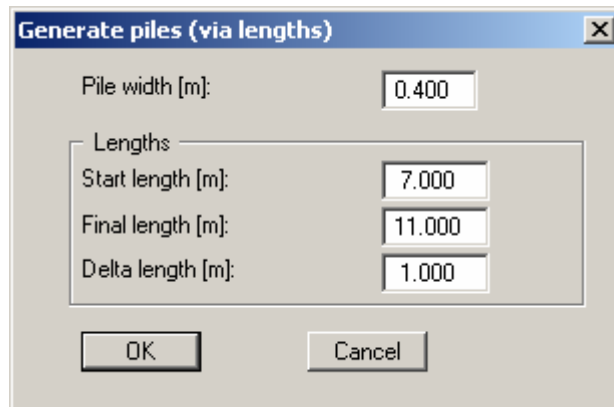 Generate piles (via lengths)
Pile width [m]: 0.400
Lengths
Start length [m]: 7.000
Final length [m]: 11.000
Delta length [m]: 1.000
OK Cancel